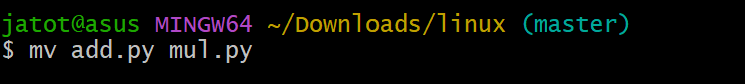 jatot@asus MINGW64 ~/Downloads/linux (master)
$ mv add.py mul.py